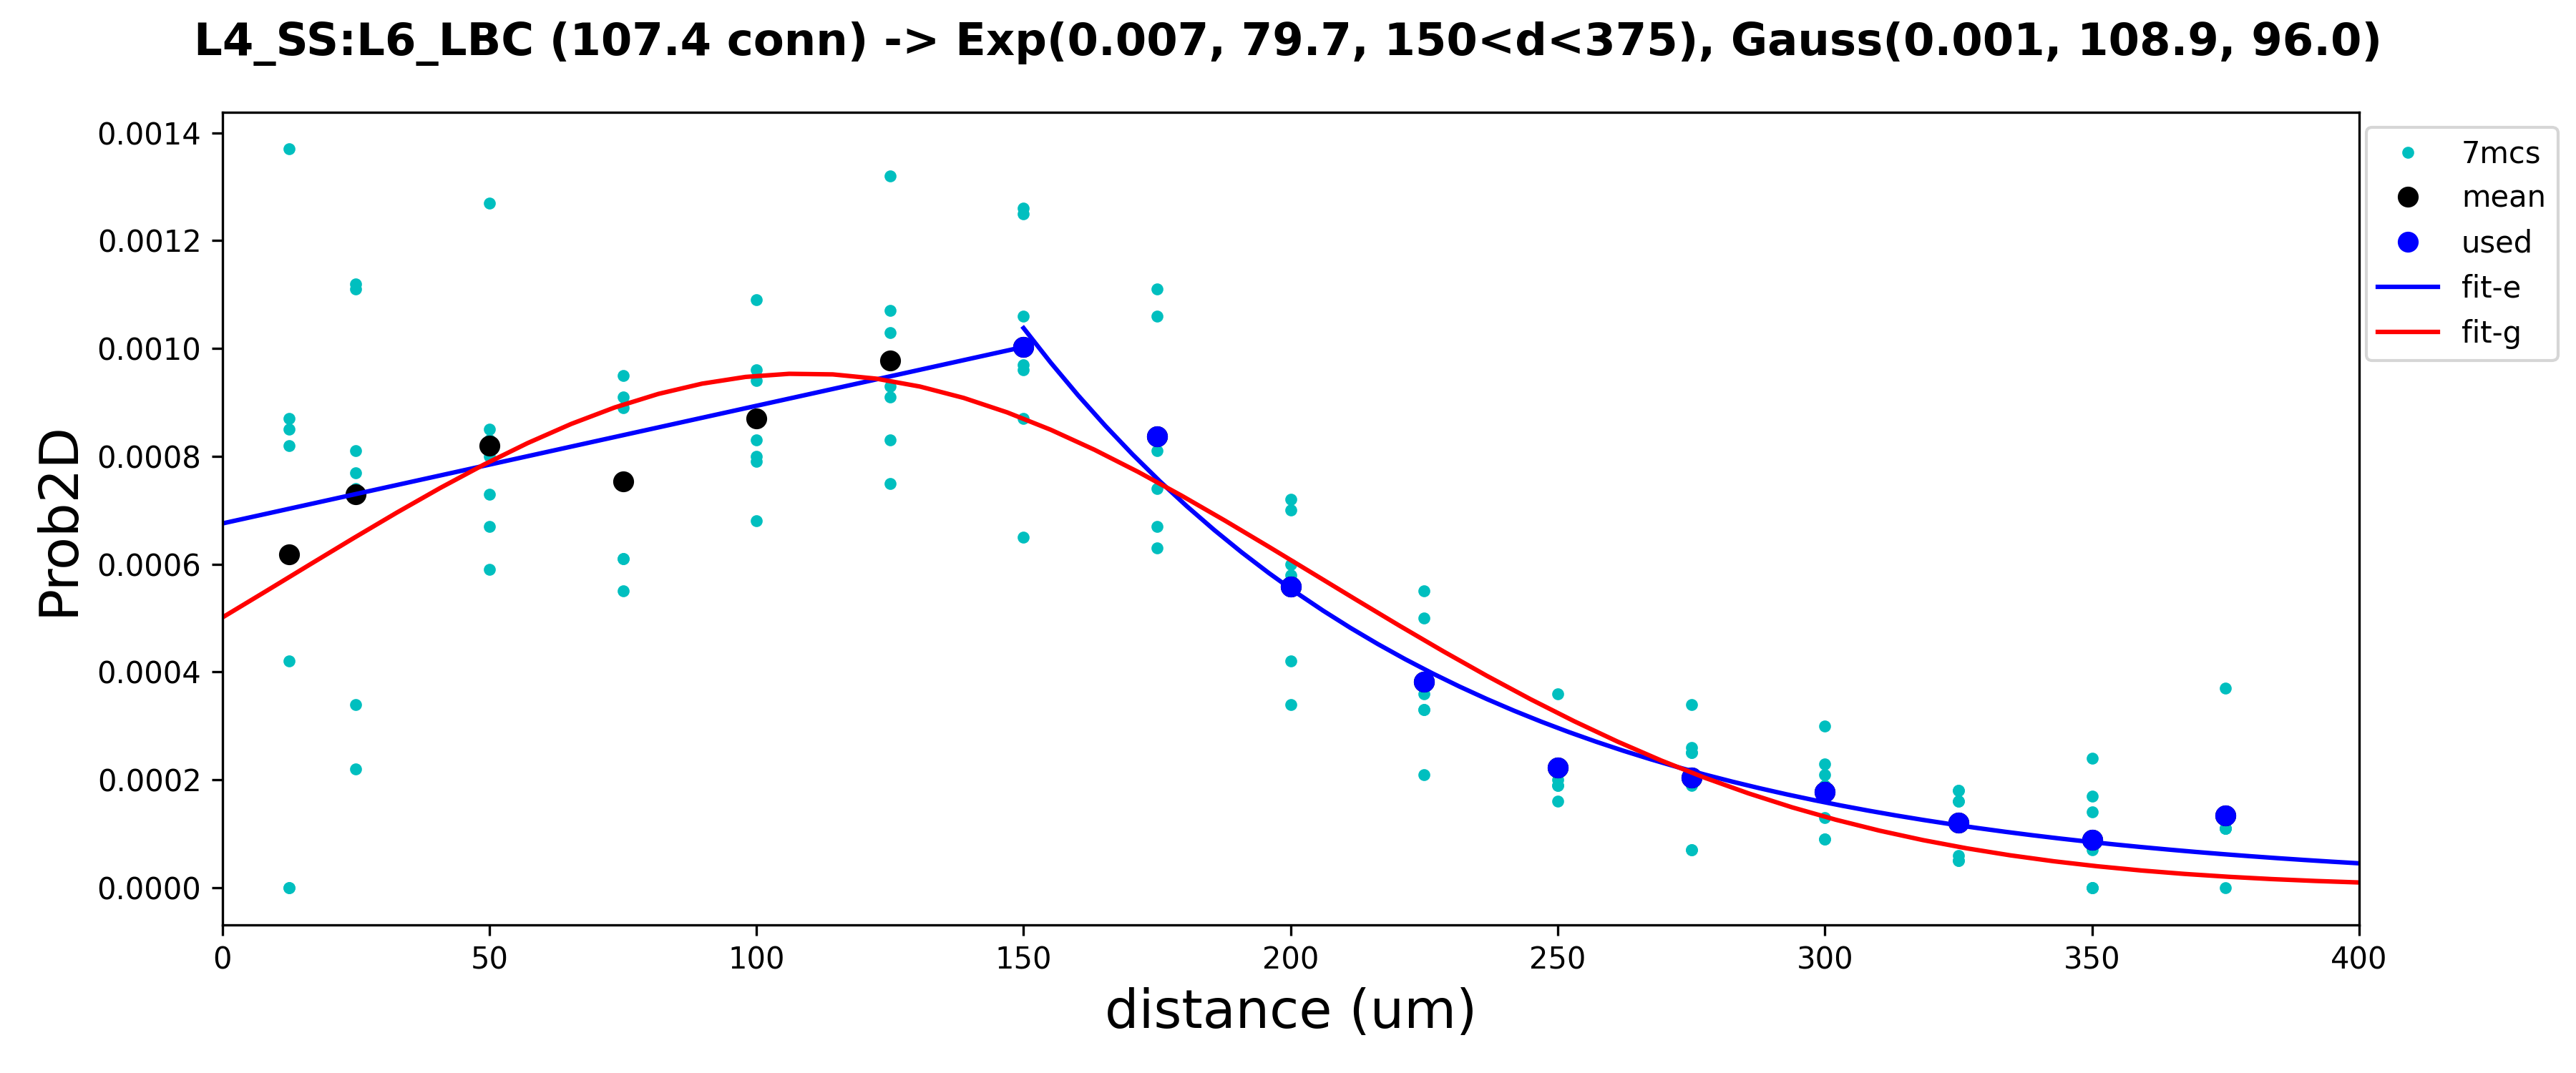 L4_SS:L6_LBC (107.4 conn) -> Exp(0.007, 79.7, 150<d<375), Gauss(0.001, 108.9, 96.0)
0.0014
0.0012
0.0010
0.0008
0.0006
0.0004
0.0002
0.0000
Prob2D
0 50 100 150 200 250 300 350 400
distance (um)
7mcs
mean
used
fit-e
fit-g